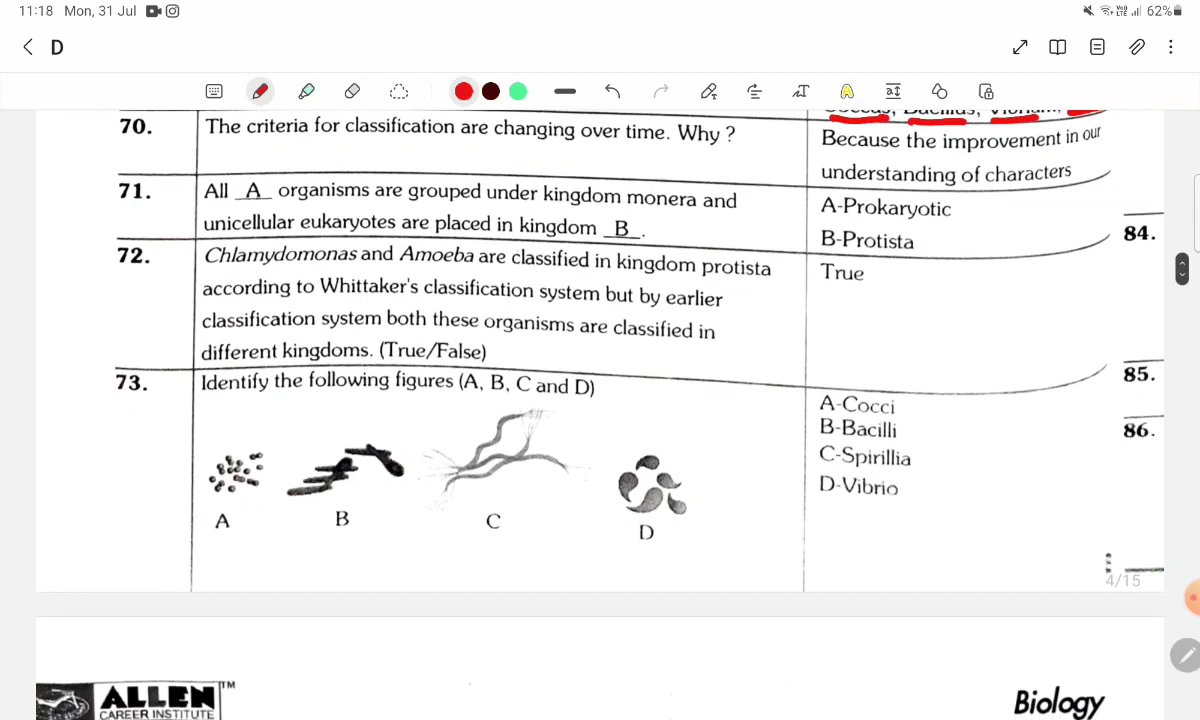 11:18 Mon, 31 Jul
62%
D
70. The criteria for classification are changing over time. Why ?
Because the improvement in our
understanding of characters
71. All A organisms are grouped under kingdom monera and
unicellular eukaryotes are placed in kingdom B.
A-Prokaryotic
B-Protista
84.
72. Chlamydomonas and Amoeba are classified in kingdom protista
according to Whittaker's classification system but by earlier
classification system both these organisms are classified in
different kingdoms. (True/False)
True
85.
73. Identify the following figures (A, B, C and D)
A-Cocci
B-Bacilli
C-Spirillia
D-Vibrio
86.
A B C D
4/15
ALLEN TM
CAREER INSTITUTE
Biology